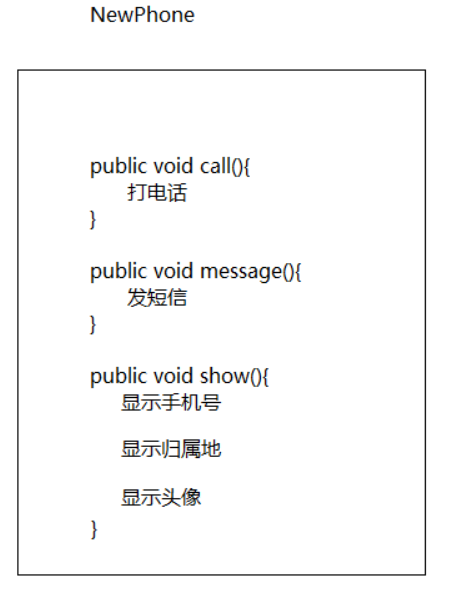 NewPhone
public void call(){
打电话
}
public void message(){
发短信
}
public void show(){
显示手机号
显示归属地
显示头像
}